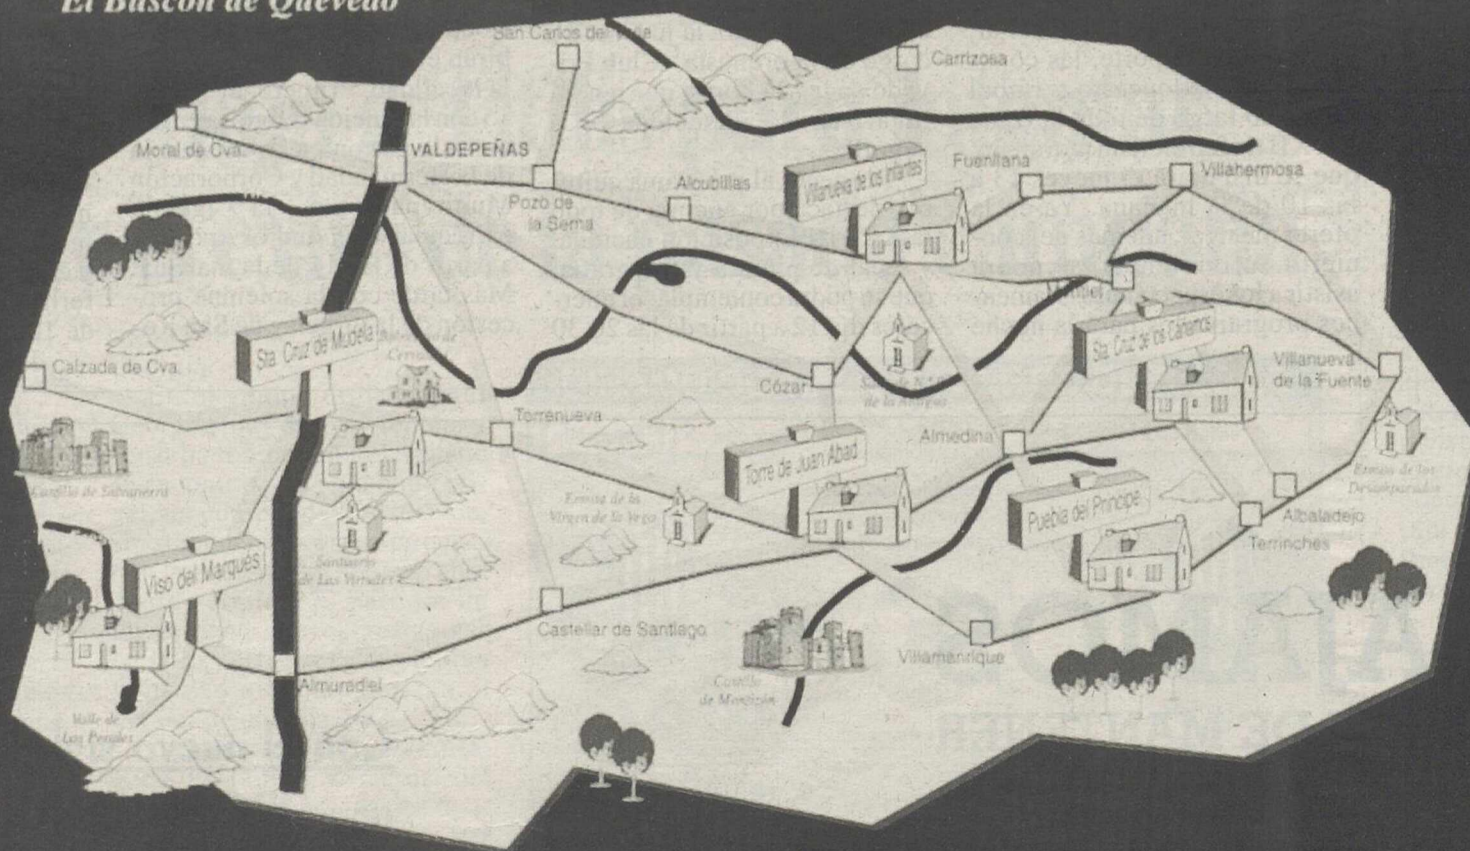 El Buscón de Quevedo
San Carlos del Valle
Carrizosa
Moral de Cva.
VALDEPEÑAS
Pozo de
la Serna
Alcubillas
Villanueva de los Infantes
Fuenllana
Villahermosa
Sta. Cruz de Mudela
Calzada de Cva.
Castillo de Salvatierra
Torrenueva
Cózar
Sta. Cruz de los Cáñamos
Villanueva
de la Fuente
Ermita de los
Desamparados
Almedina
Torre de Juan Abad
Ermita de la
Virgen de la Vega
Puebla del Príncipe
Albaladejo
Terrinches
Viso del Marqués
Santuario
de Las Virtudes
Castellar de Santiago
Villamanrique
Castillo
de Montizón
Almuradiel
Valle de
Los Perales